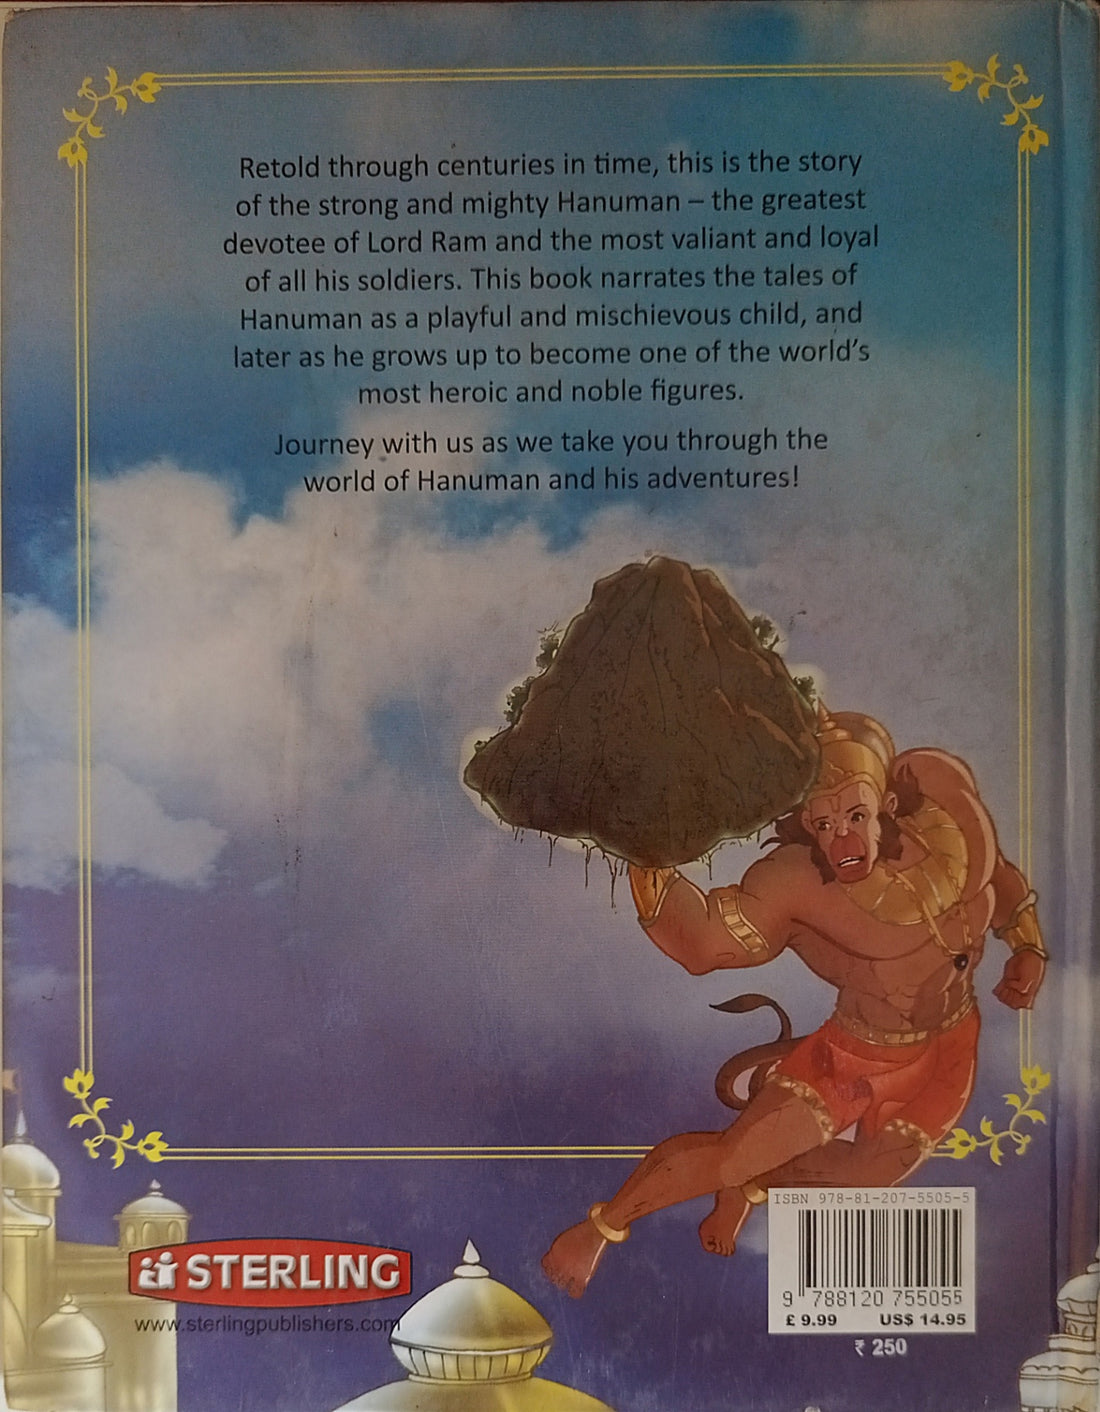 Retold through centuries in time, this is the story
of the strong and mighty Hanuman – the greatest
devotee of Lord Ram and the most valiant and loyal
of all his soldiers. This book narrates the tales of
Hanuman as a playful and mischievous child, and
later as he grows up to become one of the world’s
most heroic and noble figures.
Journey with us as we take you through the
world of Hanuman and his adventures!
ISBN 978-81-207-5505-5
9 788120 755055
£ 9.99 US$ 14.95
₹ 250
STERLING
www.sterlingpublishers.com